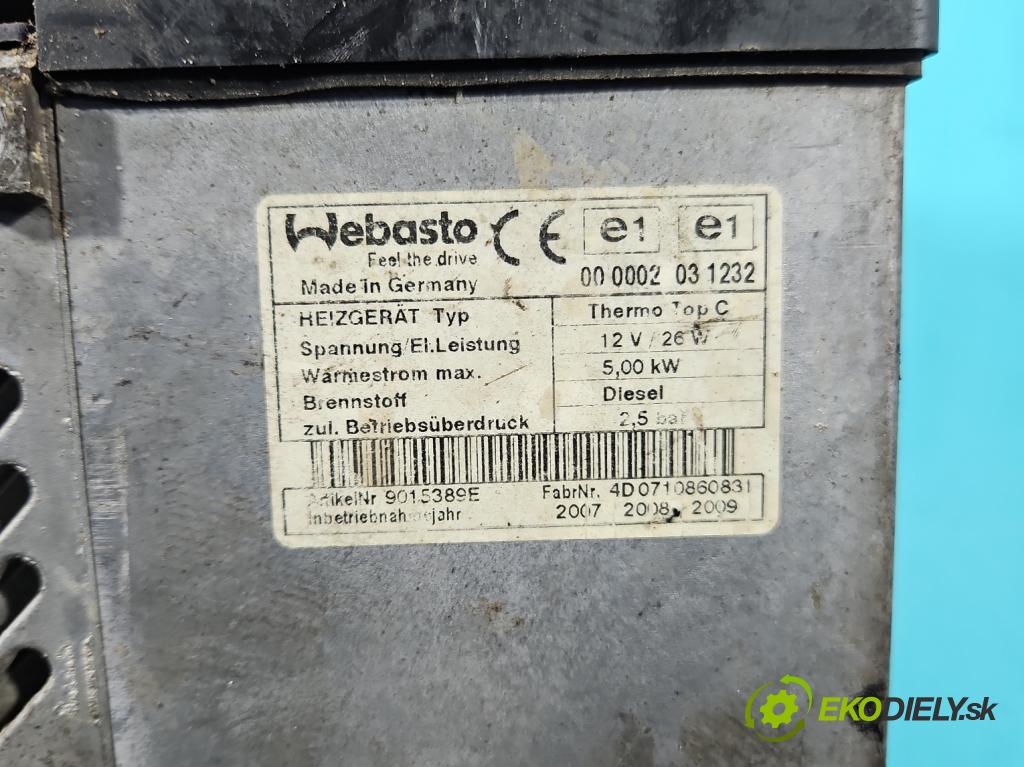 Webasto CE e1 e1
Feel the drive
00 0002 03 1232
Made in Germany
HEIZGERÄT Typ Thermo Top C
Spannung/El.Leistung 12 V / 26 W
Wärmestrom max. 5,00 kW
Brennstoff Diesel
zul. Betriebsüberdruck 2,5 bar
ArtikelNr 9015389E FabrNr. 4D0710860831
Inbetriebnahmejahr 2007 2008 2009
EKODIELY.sk